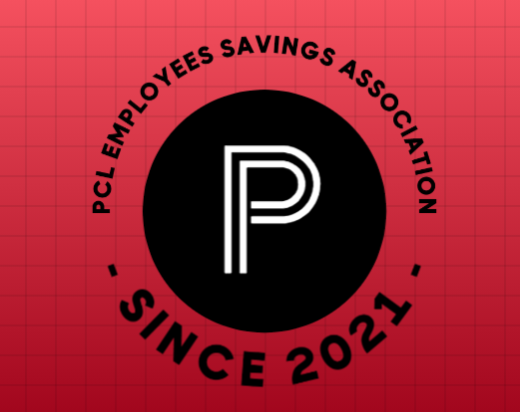 PCL EMPLOYEES SAVINGS ASSOCIATION
P
- SINCE 2021 -